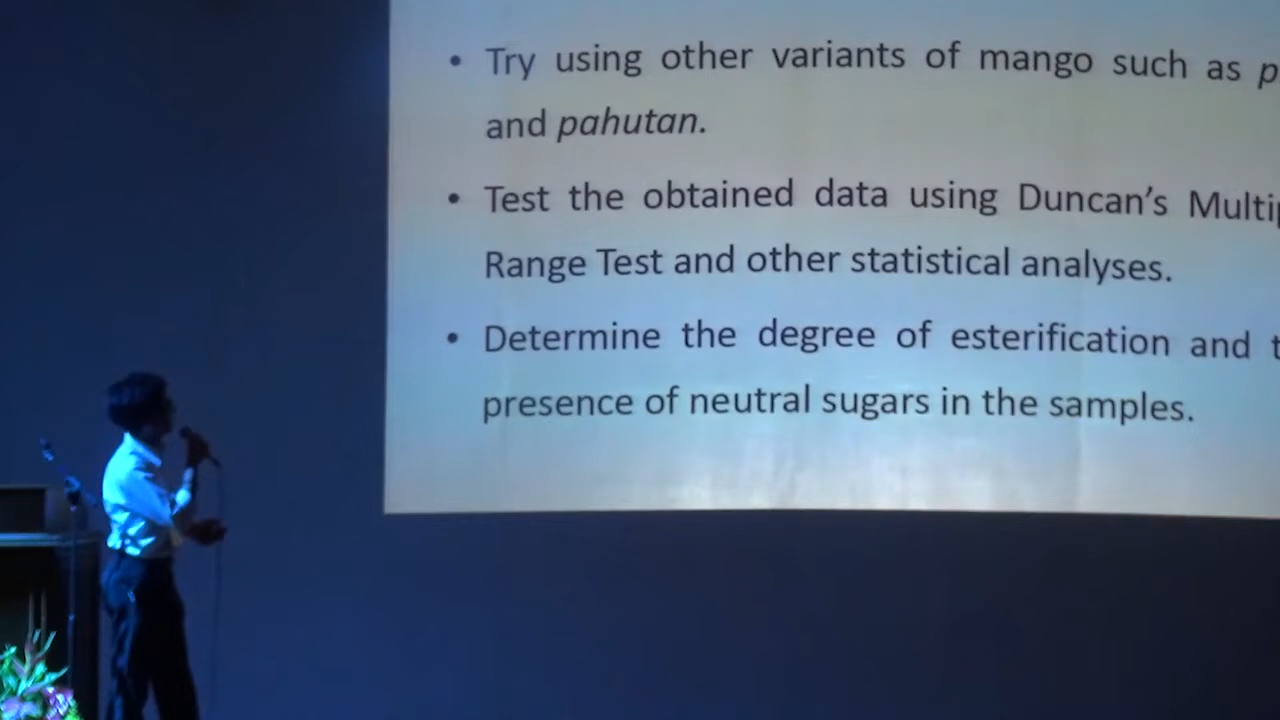 • Try using other variants of mango such as
and pahutan.
• Test the obtained data using Duncan's
Range Test and other statistical analyses.
• Determine the degree of esterification and
presence of neutral sugars in the samples.